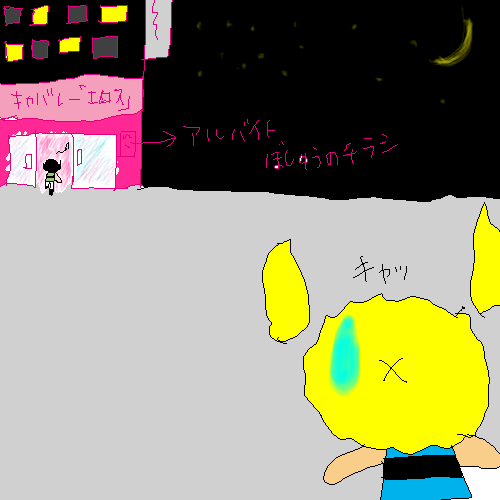 キャバレー「エロス」
アルバイト
ぼしゅうのチラシ
キャッ